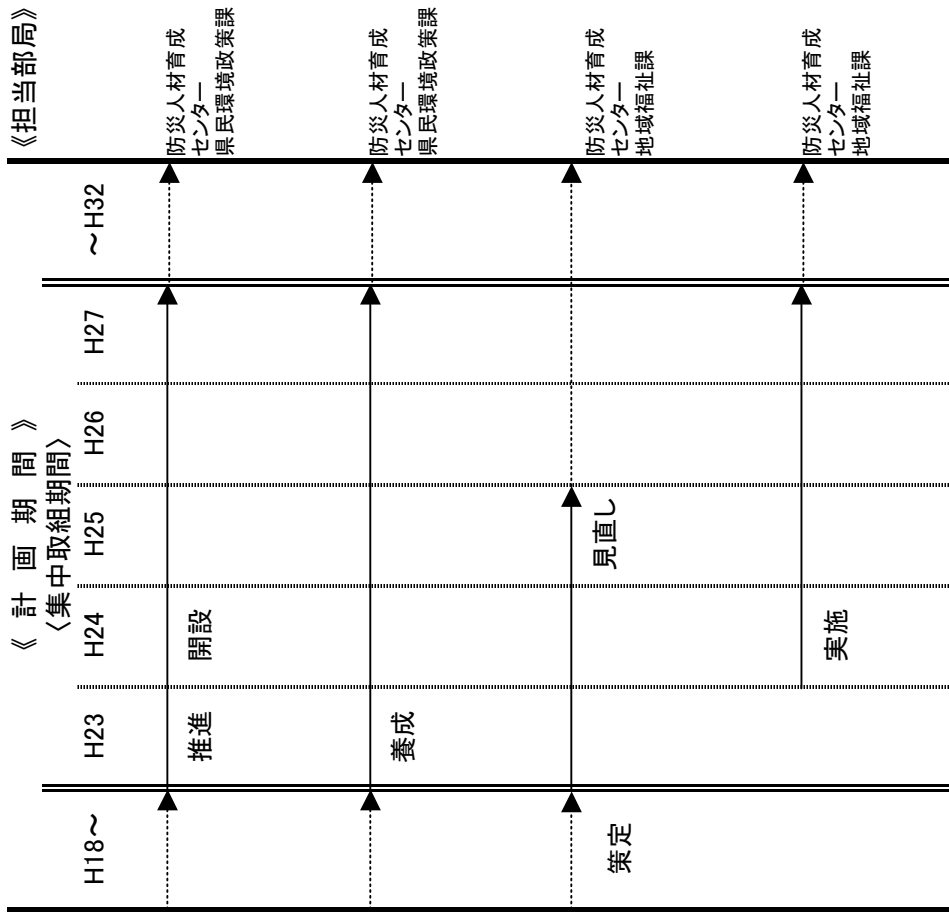 《 計 画 期 間 》
《担当部局》
〈集中取組期間〉
H18～
H23
H24
H25
H26
H27
～H32
推進
開設
防災人材育成
センター
県民環境政策課
養成
防災人材育成
センター
県民環境政策課
策定
見直し
防災人材育成
センター
地域福祉課
実施
防災人材育成
センター
地域福祉課